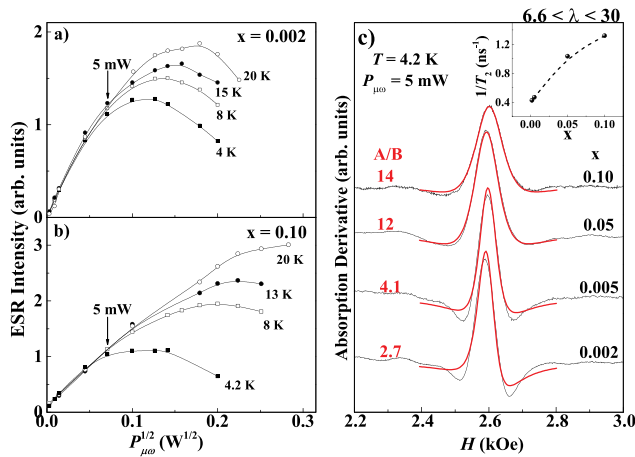 a)
x = 0.002
5 mW
20 K
15 K
8 K
4 K
2
1
0
b)
x = 0.10
5 mW
20 K
13 K
8 K
4.2 K
3
2
1
0
0.0 0.1 0.2 0.3
ESR Intensity (arb. units)
P_{μω}^{1/2} (W^{1/2})
c)
6.6 < λ < 30
T = 4.2 K
P_{μω} = 5 mW
1/T_2 (ns^{-1})
1.2
0.8
0.4
0.00 0.05 0.10
x
A/B x
14 0.10
12 0.05
4.1 0.005
2.7 0.002
Absorption Derivative (arb. units)
2.2 2.4 2.6 2.8 3.0
H (kOe)